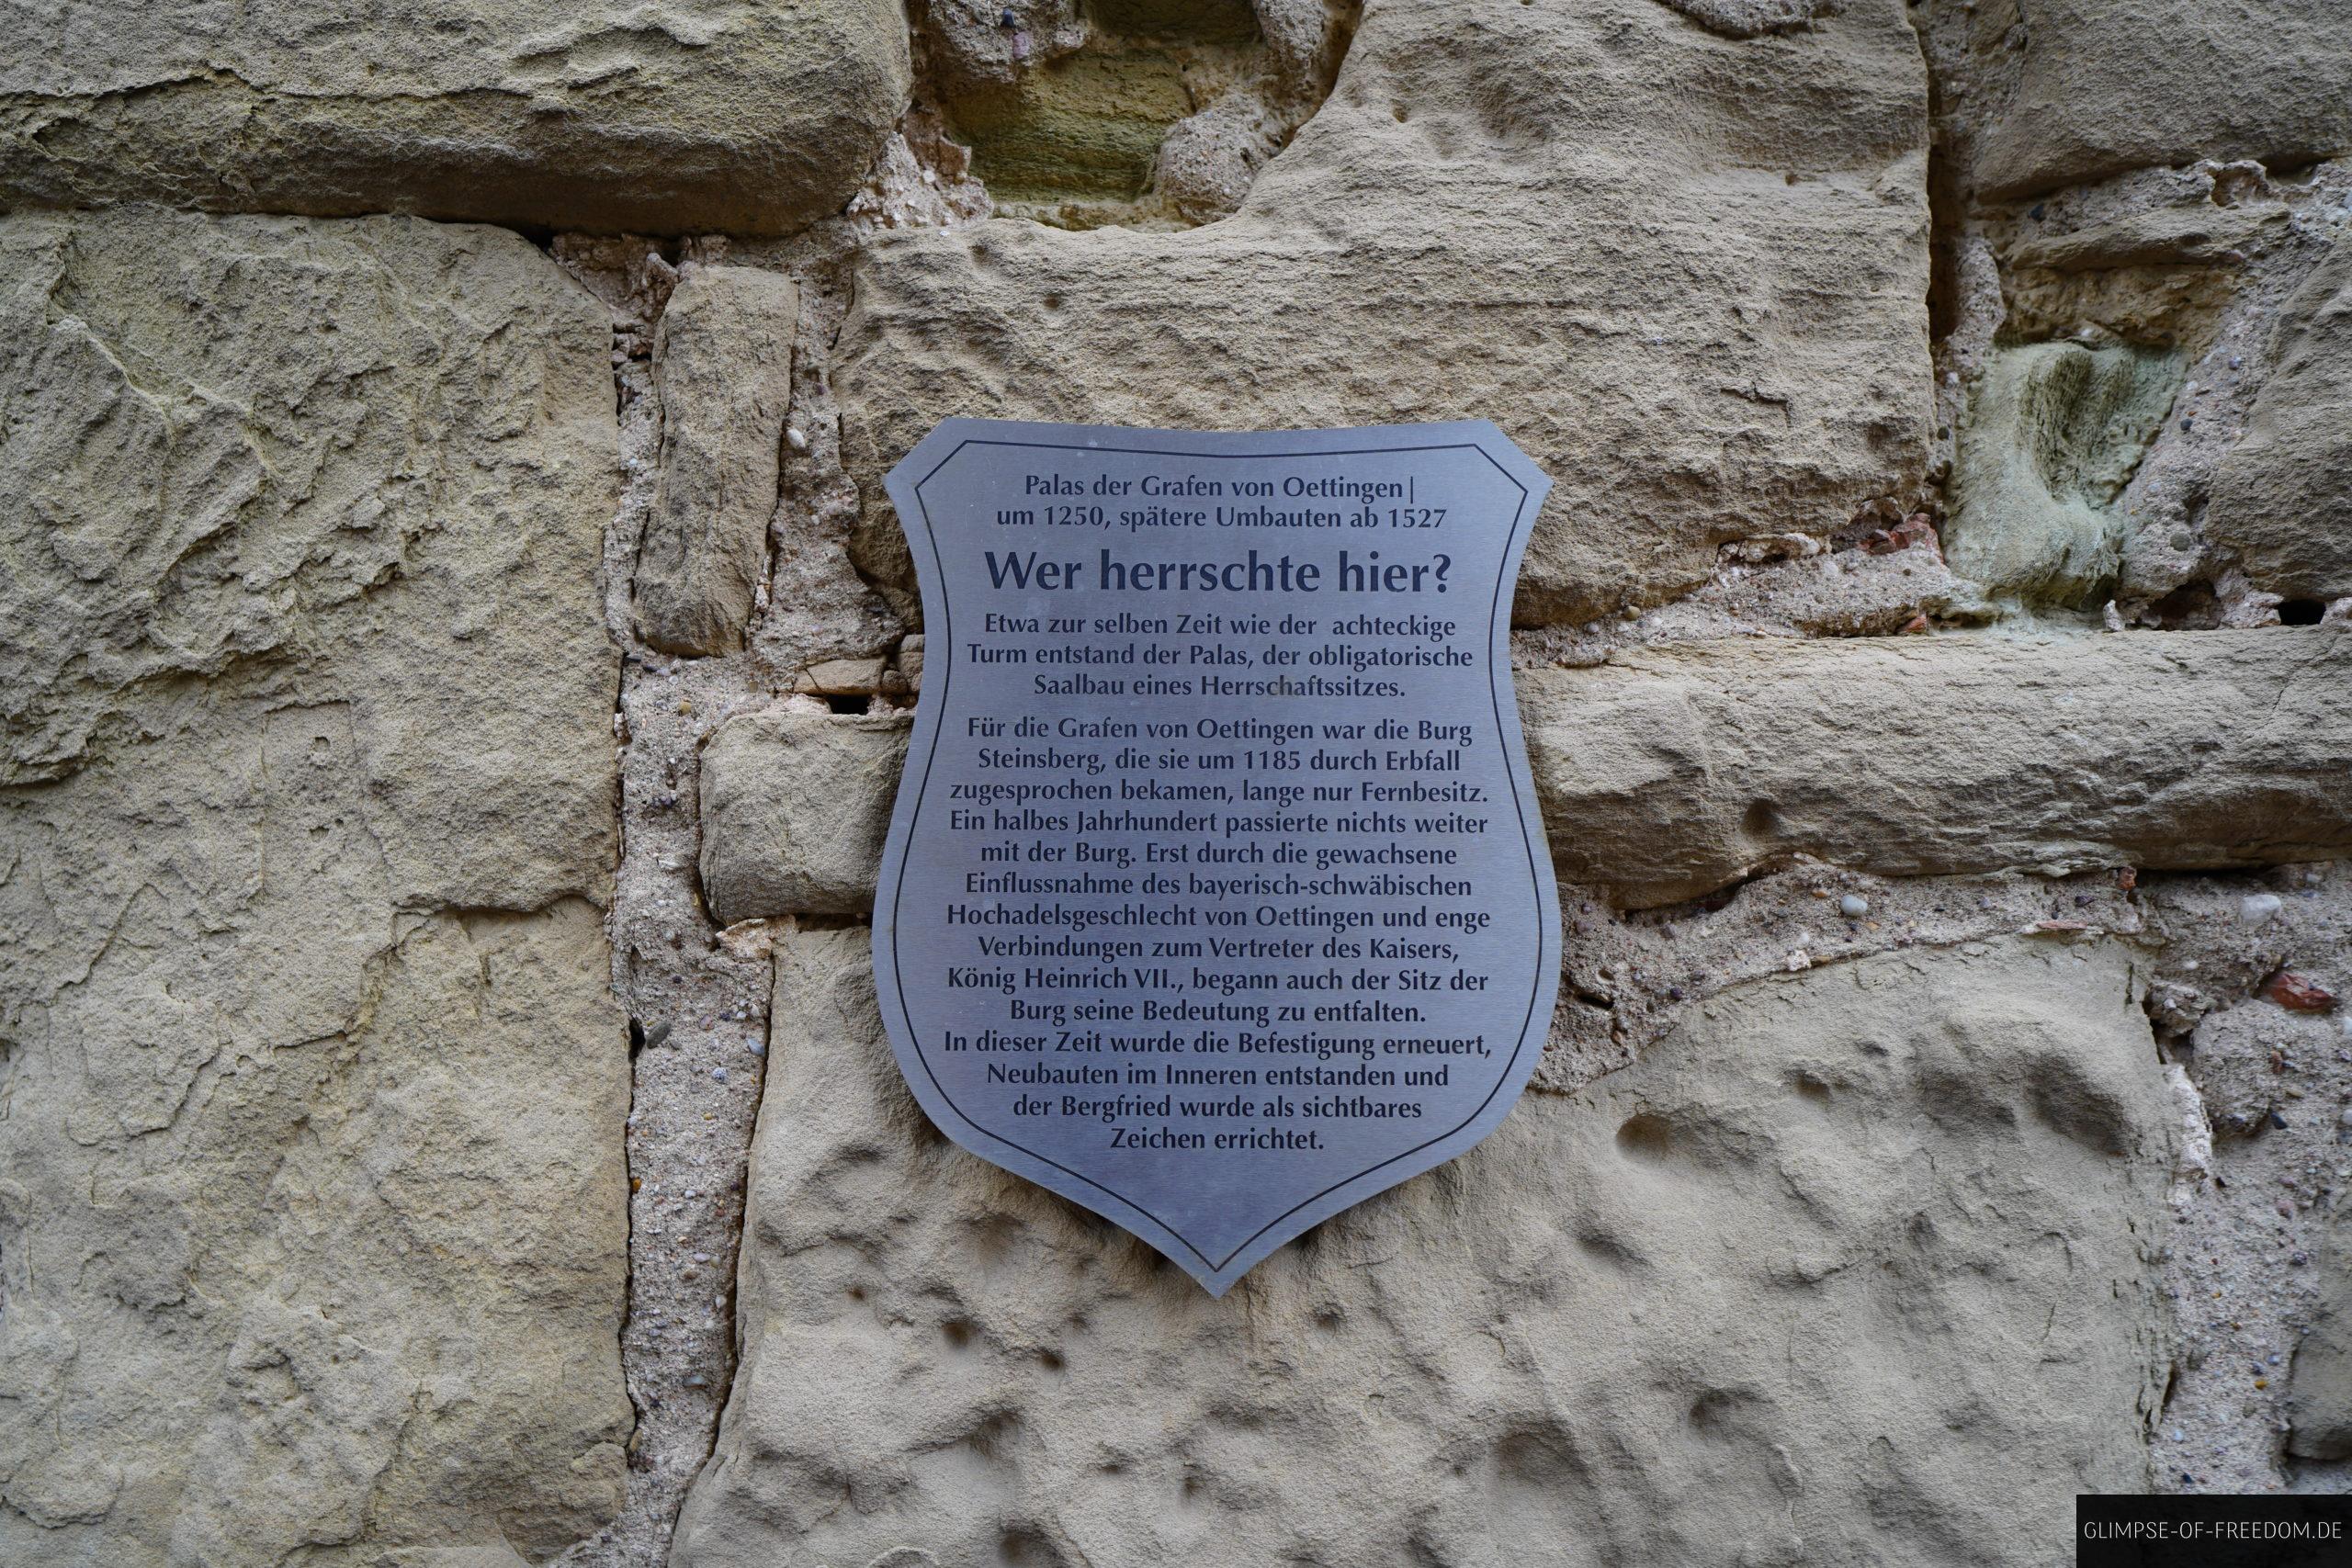 Palas der Grafen von Oettingen|
um 1250, spätere Umbauten ab 1527
Wer herrschte hier?
Etwa zur selben Zeit wie der achteckige
Turm entstand der Palas, der obligatorische
Saalbau eines Herrschaftssitzes.
Für die Grafen von Oettingen war die Burg
Steinsberg, die sie um 1185 durch Erbfall
zugesprochen bekamen, lange nur Fernbesitz.
Ein halbes Jahrhundert passierte nichts weiter
mit der Burg. Erst durch die gewachsene
Einflussnahme des bayerisch-schwäbischen
Hochadelsgeschlecht von Oettingen und enge
Verbindungen zum Vertreter des Kaisers,
König Heinrich VII., begann auch der Sitz der
Burg seine Bedeutung zu entfalten.
In dieser Zeit wurde die Befestigung erneuert,
Neubauten im Inneren entstanden und
der Bergfried wurde als sichtbares
Zeichen errichtet.
GLIMPSE-OF-FREEDOM.DE